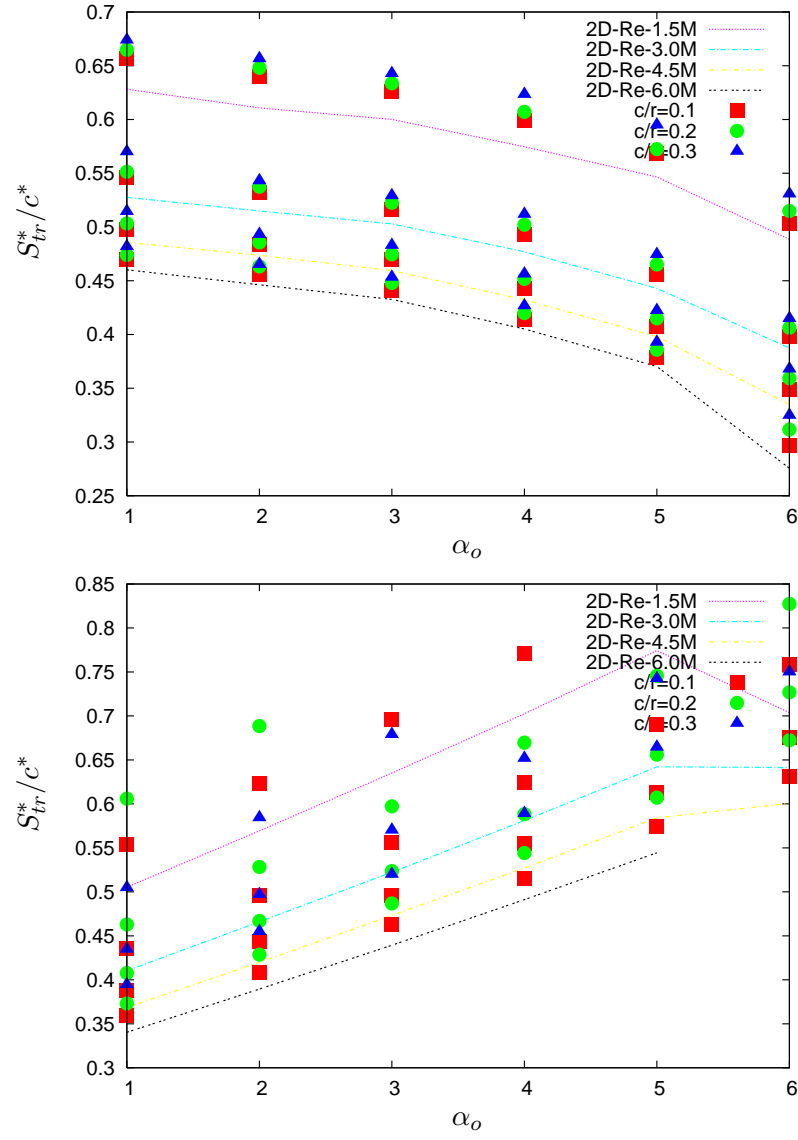 0.7
0.65
0.6
0.55
0.5
0.45
0.4
0.35
0.3
0.25
S*tr/c*
2D-Re-1.5M
2D-Re-3.0M
2D-Re-4.5M
2D-Re-6.0M
c/r=0.1
c/r=0.2
c/r=0.3
1 2 3 4 5 6
αo
0.85
0.8
0.75
0.7
0.65
0.6
0.55
0.5
0.45
0.4
0.35
0.3
S*tr/c*
2D-Re-1.5M
2D-Re-3.0M
2D-Re-4.5M
2D-Re-6.0M
c/r=0.1
c/r=0.2
c/r=0.3
1 2 3 4 5 6
αo